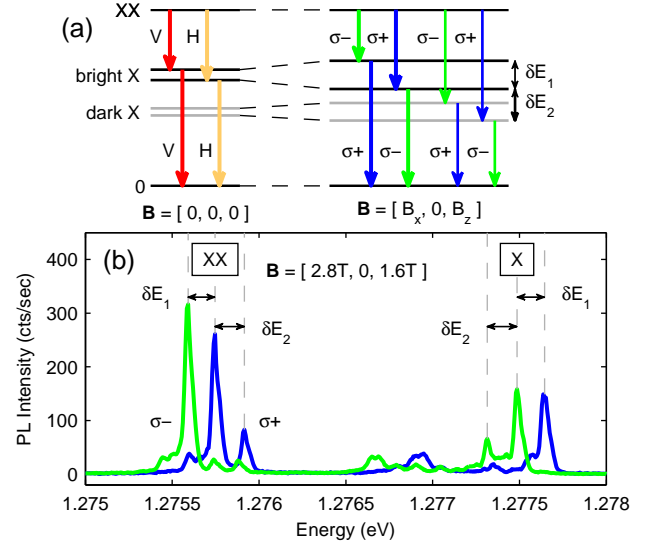 (a)
XX
V
H
bright X
dark X
V
H
0
B = [ 0, 0, 0 ]
σ− σ+ σ− σ+
δE1
δE2
σ+ σ− σ+ σ−
B = [ Bx, 0, Bz ]
(b)
XX
B = [ 2.8T, 0, 1.6T ]
X
δE1
δE2
δE1
δE2
σ−
σ+
PL Intensity (cts/sec)
400
300
200
100
0
1.275 1.2755 1.276 1.2765 1.277 1.2775 1.278
Energy (eV)